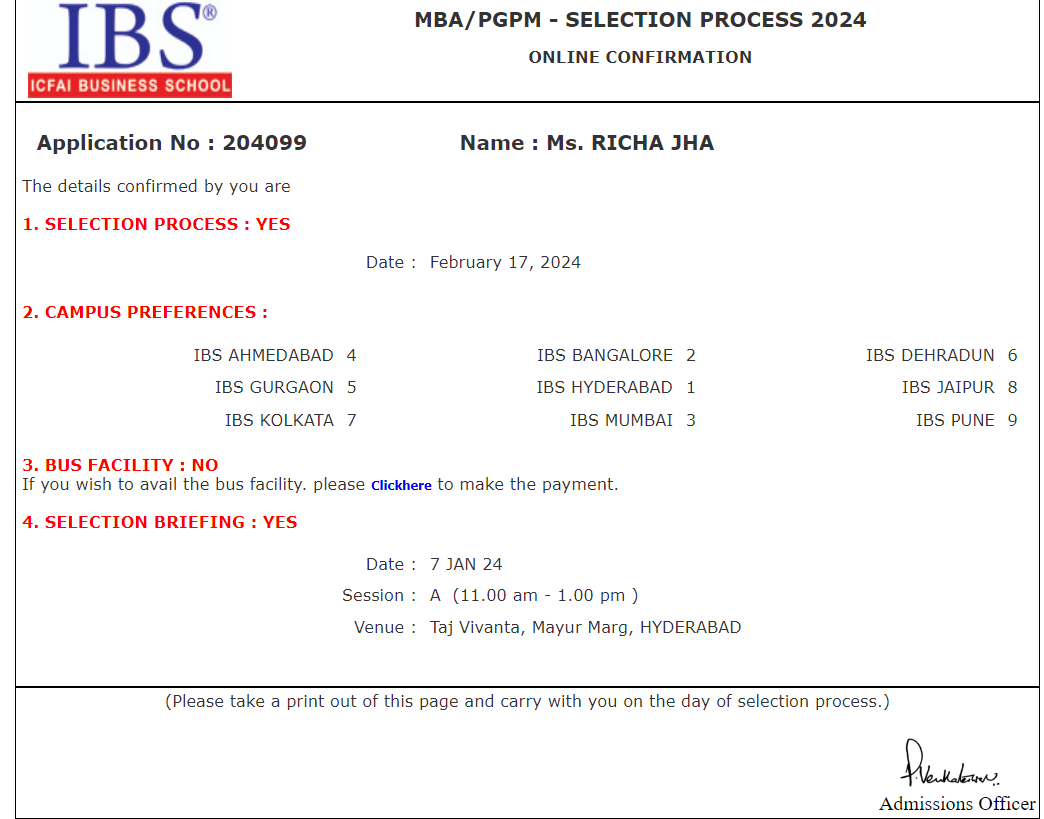 IBS®
ICFAI BUSINESS SCHOOL
MBA/PGPM - SELECTION PROCESS 2024
ONLINE CONFIRMATION
Application No : 204099 Name : Ms. RICHA JHA
The details confirmed by you are
1. SELECTION PROCESS : YES
Date : February 17, 2024
2. CAMPUS PREFERENCES :
IBS AHMEDABAD 4 IBS BANGALORE 2 IBS DEHRADUN 6
IBS GURGAON 5 IBS HYDERABAD 1 IBS JAIPUR 8
IBS KOLKATA 7 IBS MUMBAI 3 IBS PUNE 9
3. BUS FACILITY : NO
If you wish to avail the bus facility. please Clickhere to make the payment.
4. SELECTION BRIEFING : YES
Date : 7 JAN 24
Session : A (11.00 am - 1.00 pm )
Venue : Taj Vivanta, Mayur Marg, HYDERABAD
(Please take a print out of this page and carry with you on the day of selection process.)
Admissions Officer